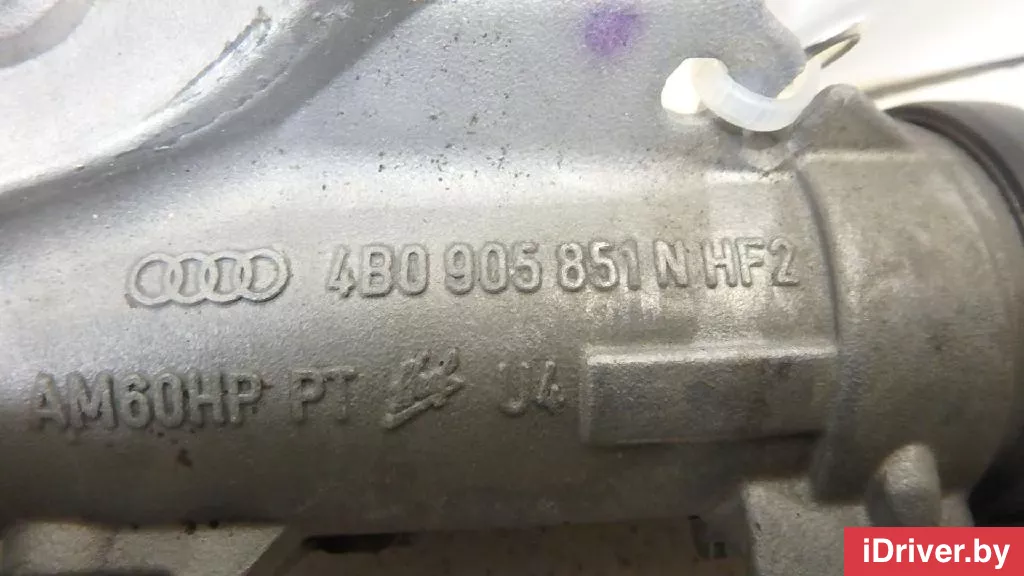 4B0 905 851 N HF2
AM60HP PT U4
iDriver.by